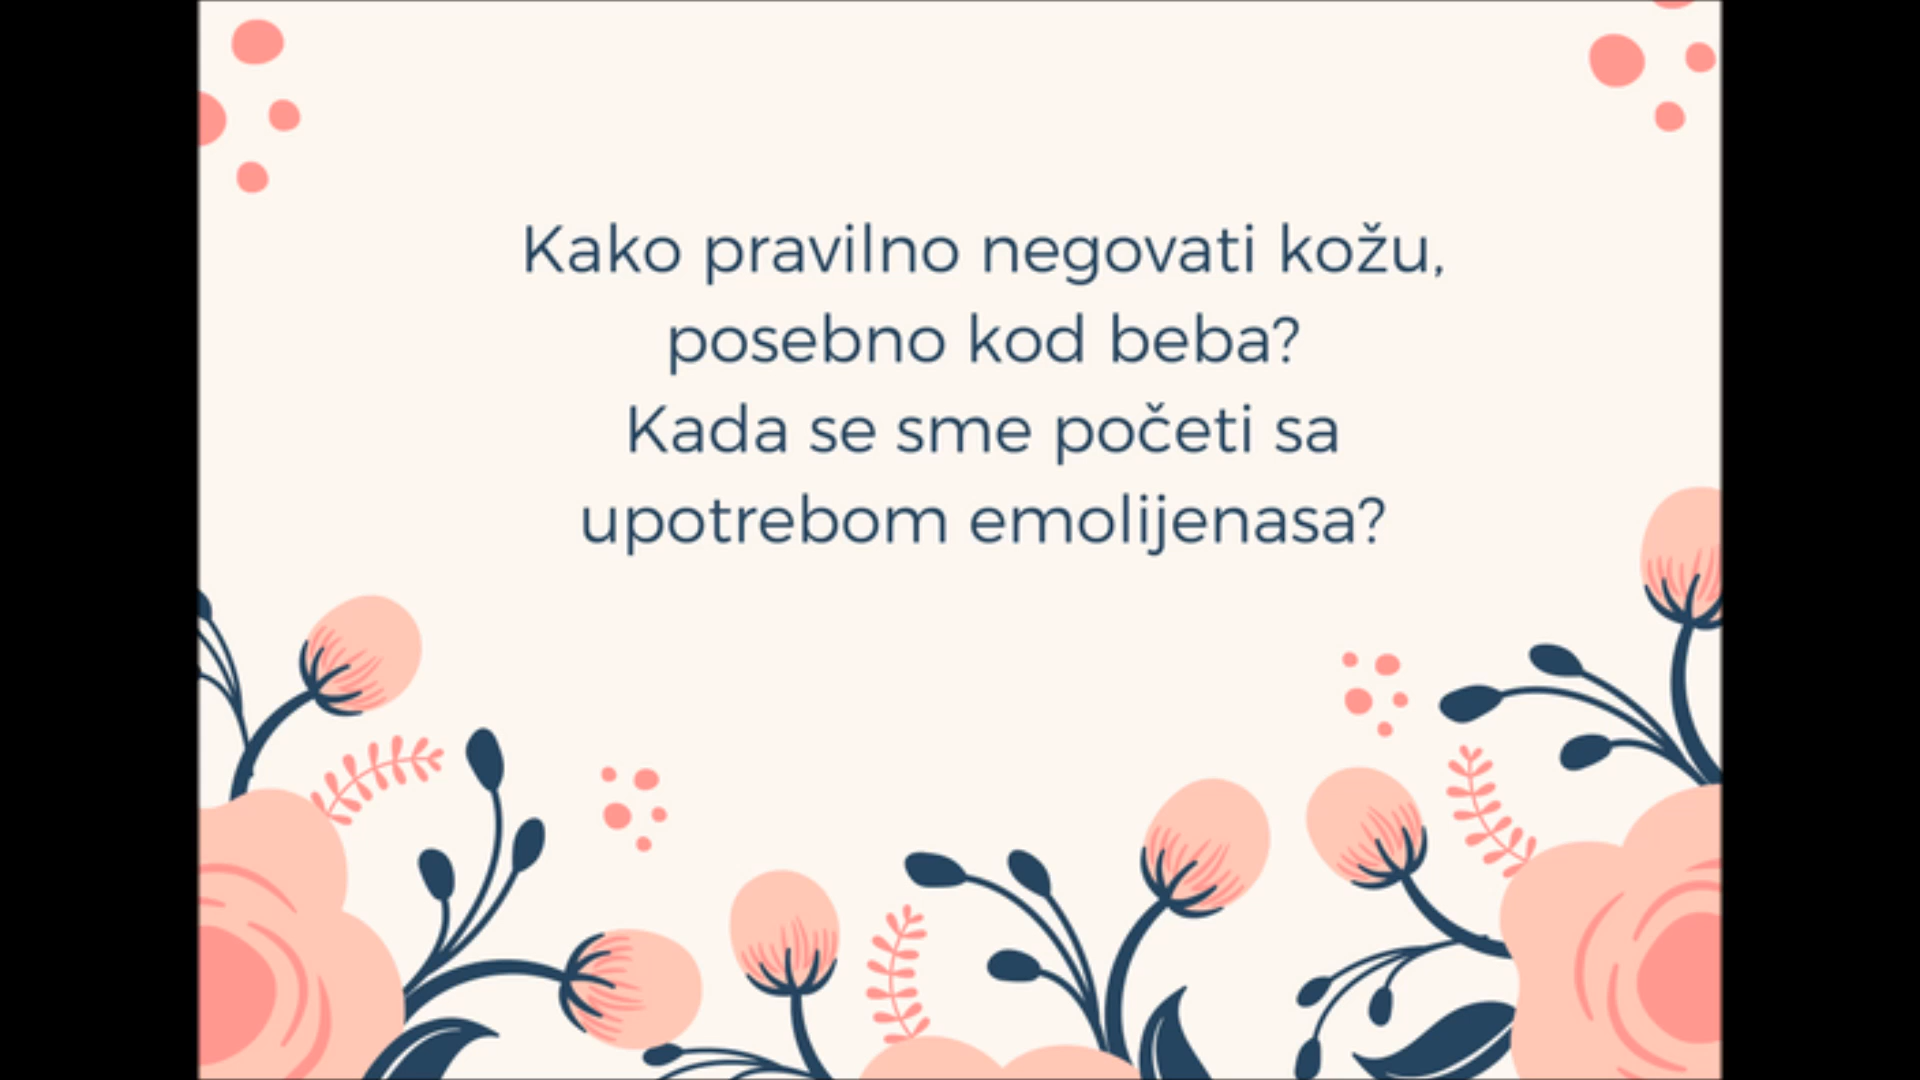 Kako pravilno negovati kožu,
posebno kod beba?
Kada se sme početi sa
upotrebom emolijenasa?